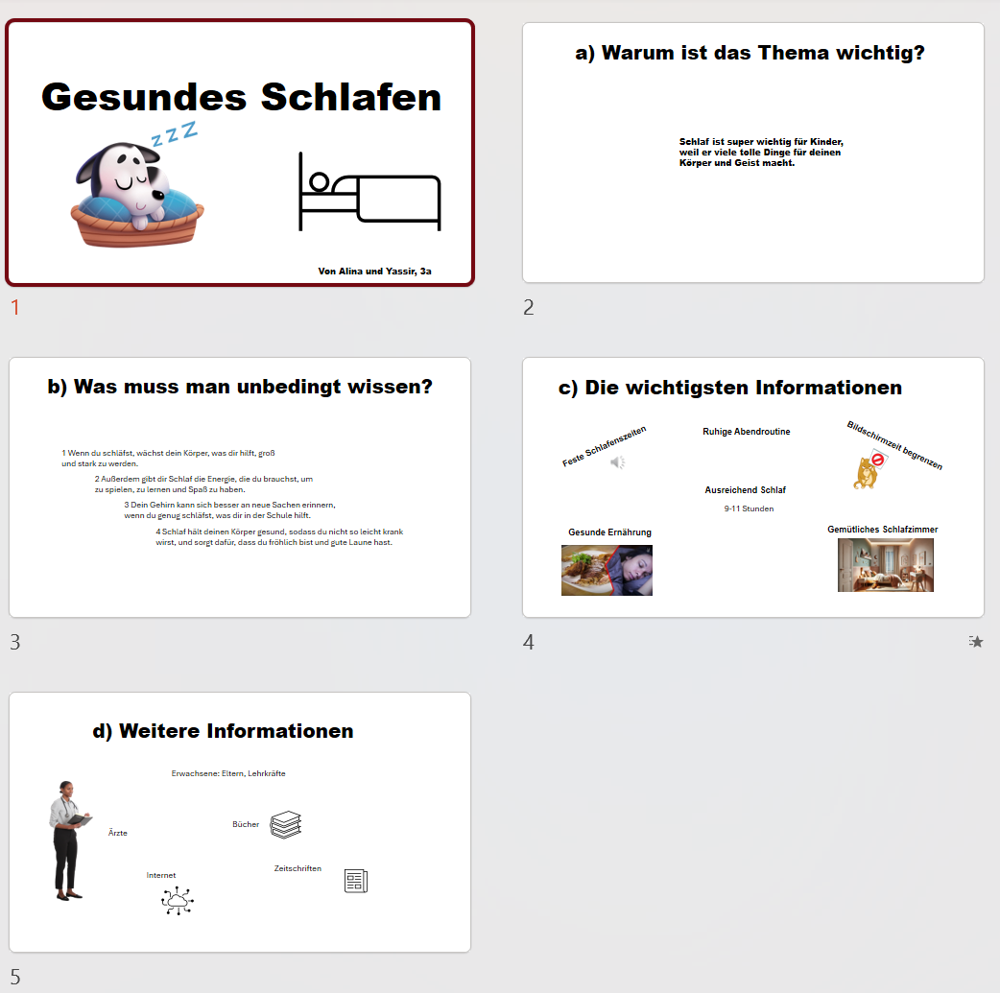 Gesundes Schlafen
z z Z
Von Alina und Yassir, 3a
1
a) Warum ist das Thema wichtig?
Schlaf ist super wichtig für Kinder,
weil er viele tolle Dinge für deinen
Körper und Geist macht.
2
b) Was muss man unbedingt wissen?
1 Wenn du schläfst, wächst dein Körper, was dir hilft, groß
und stark zu werden.
2 Außerdem gibt dir Schlaf die Energie, die du brauchst, um
zu spielen, zu lernen und Spaß zu haben.
3 Dein Gehirn kann sich besser an neue Sachen erinnern,
wenn du genug schläfst, was dir in der Schule hilft.
4 Schlaf hält deinen Körper gesund, sodass du nicht so leicht krank
wirst, und sorgt dafür, dass du fröhlich bist und gute Laune hast.
3
c) Die wichtigsten Informationen
Feste Schlafenszeiten
Ruhige Abendroutine
Bildschirmzeit begrenzen
Ausreichend Schlaf
9-11 Stunden
Gesunde Ernährung
Gemütliches Schlafzimmer
4
d) Weitere Informationen
Erwachsene: Eltern, Lehrkräfte
Ärzte
Bücher
Internet
Zeitschriften
5